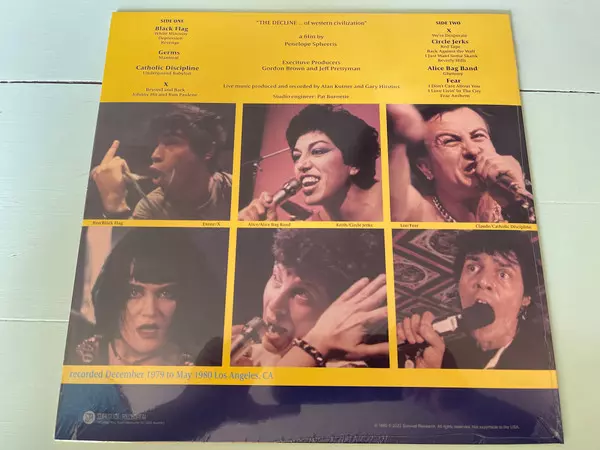 SIDE ONE
Black Flag
White Minority
Depression
Revenge
Germs
Manimal
Catholic Discipline
Underground Babylon
X
Beyond and Back
Johnny Hit and Run Paulene
"THE DECLINE ... of western civilization"
a film by
Penelope Spheeris
Executive Producers
Gordon Brown and Jeff Prettyman
Live music produced and recorded by Alan Kutner and Gary Hirstius
Studio engineer: Pat Burnette
SIDE TWO
X
We're Desperate
Circle Jerks
Red Tape
Back Against the Wall
I Just Want Some Skank
Beverly Hills
Alice Bag Band
Gluttony
Fear
I Don't Care About You
I Love Livin' In The City
Fear Anthem
Ron/Black Flag
Exene/X
Alice/Alice Bag Band
Keith/Circle Jerks
Lee/Fear
Claude/Catholic Discipline
recorded December 1979 to May 1980 Los Angeles, CA